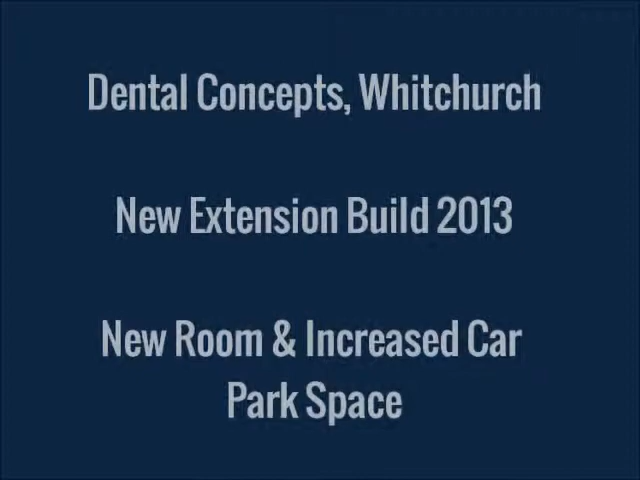 Dental Concepts, Whitchurch
New Extension Build 2013
New Room & Increased Car
Park Space